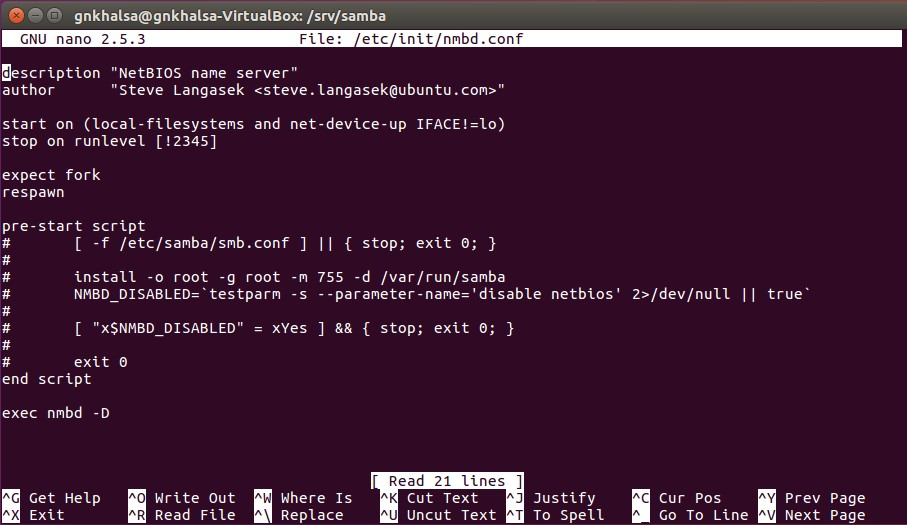 gnkhalsa@gnkhalsa-VirtualBox: /srv/samba
GNU nano 2.5.3 File: /etc/init/nmbd.conf
description "NetBIOS name server"
author "Steve Langasek <steve.langasek@ubuntu.com>"
start on (local-filesystems and net-device-up IFACE!=lo)
stop on runlevel [!2345]
expect fork
respawn
pre-start script
# [ -f /etc/samba/smb.conf ] || { stop; exit 0; }
#
# install -o root -g root -m 755 -d /var/run/samba
# NMBD_DISABLED=`testparm -s --parameter-name='disable netbios' 2>/dev/null || true`
#
# [ "x$NMBD_DISABLED" = xYes ] && { stop; exit 0; }
#
# exit 0
end script
exec nmbd -D
[ Read 21 lines ]
^G Get Help ^O Write Out ^W Where Is ^K Cut Text ^J Justify ^C Cur Pos ^Y Prev Page
^X Exit ^R Read File ^\ Replace ^U Uncut Text ^T To Spell ^_ Go To Line ^V Next Page